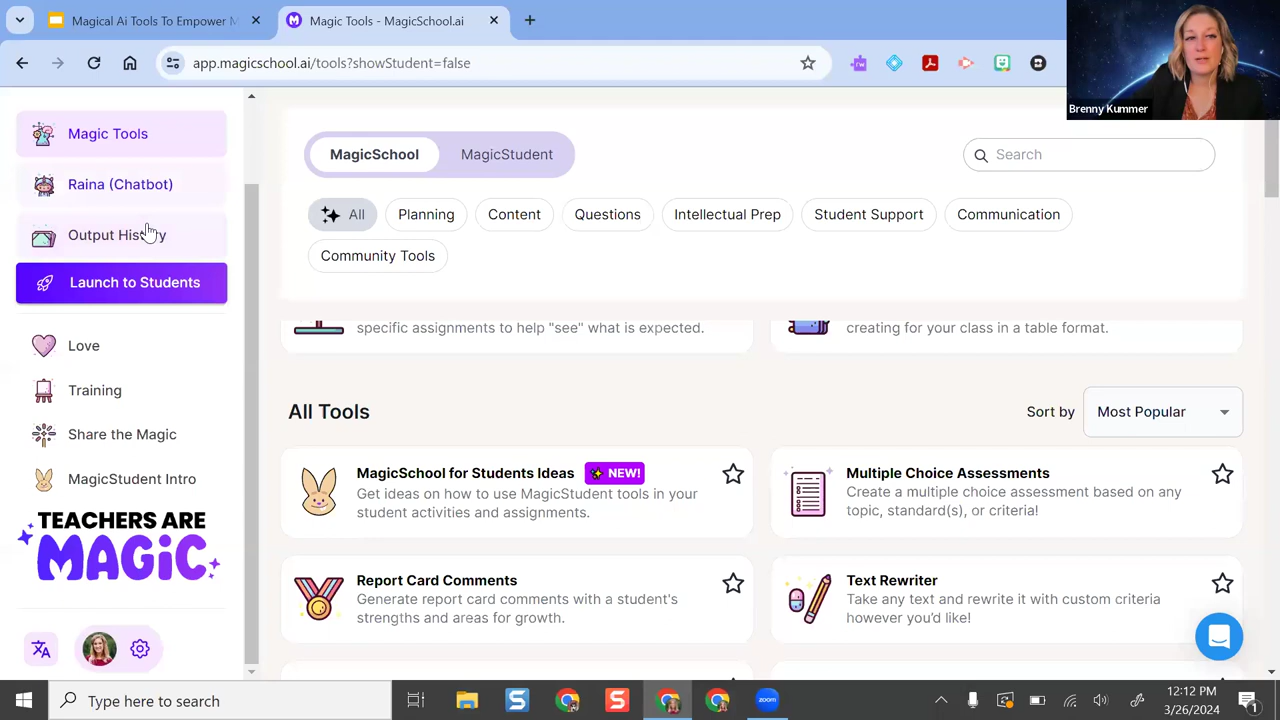 Magical Ai Tools To Empower M
Magic Tools - MagicSchool.ai
app.magicschool.ai/tools?showStudent=false
Brenny Kummer
Magic Tools
Raina (Chatbot)
Output History
Launch to Students
Love
Training
Share the Magic
MagicStudent Intro
TEACHERS ARE
MAGiC
MagicSchool
MagicStudent
Search
All
Planning
Content
Questions
Intellectual Prep
Student Support
Communication
Community Tools
specific assignments to help "see" what is expected.
creating for your class in a table format.
All Tools
Sort by
Most Popular
MagicSchool for Students Ideas
NEW!
Get ideas on how to use MagicStudent tools in your
student activities and assignments.
Multiple Choice Assessments
Create a multiple choice assessment based on any
topic, standard(s), or criteria!
Report Card Comments
Generate report card comments with a student's
strengths and areas for growth.
Text Rewriter
Take any text and rewrite it with custom criteria
however you'd like!
Type here to search
zoom
12:12 PM
3/26/2024
1